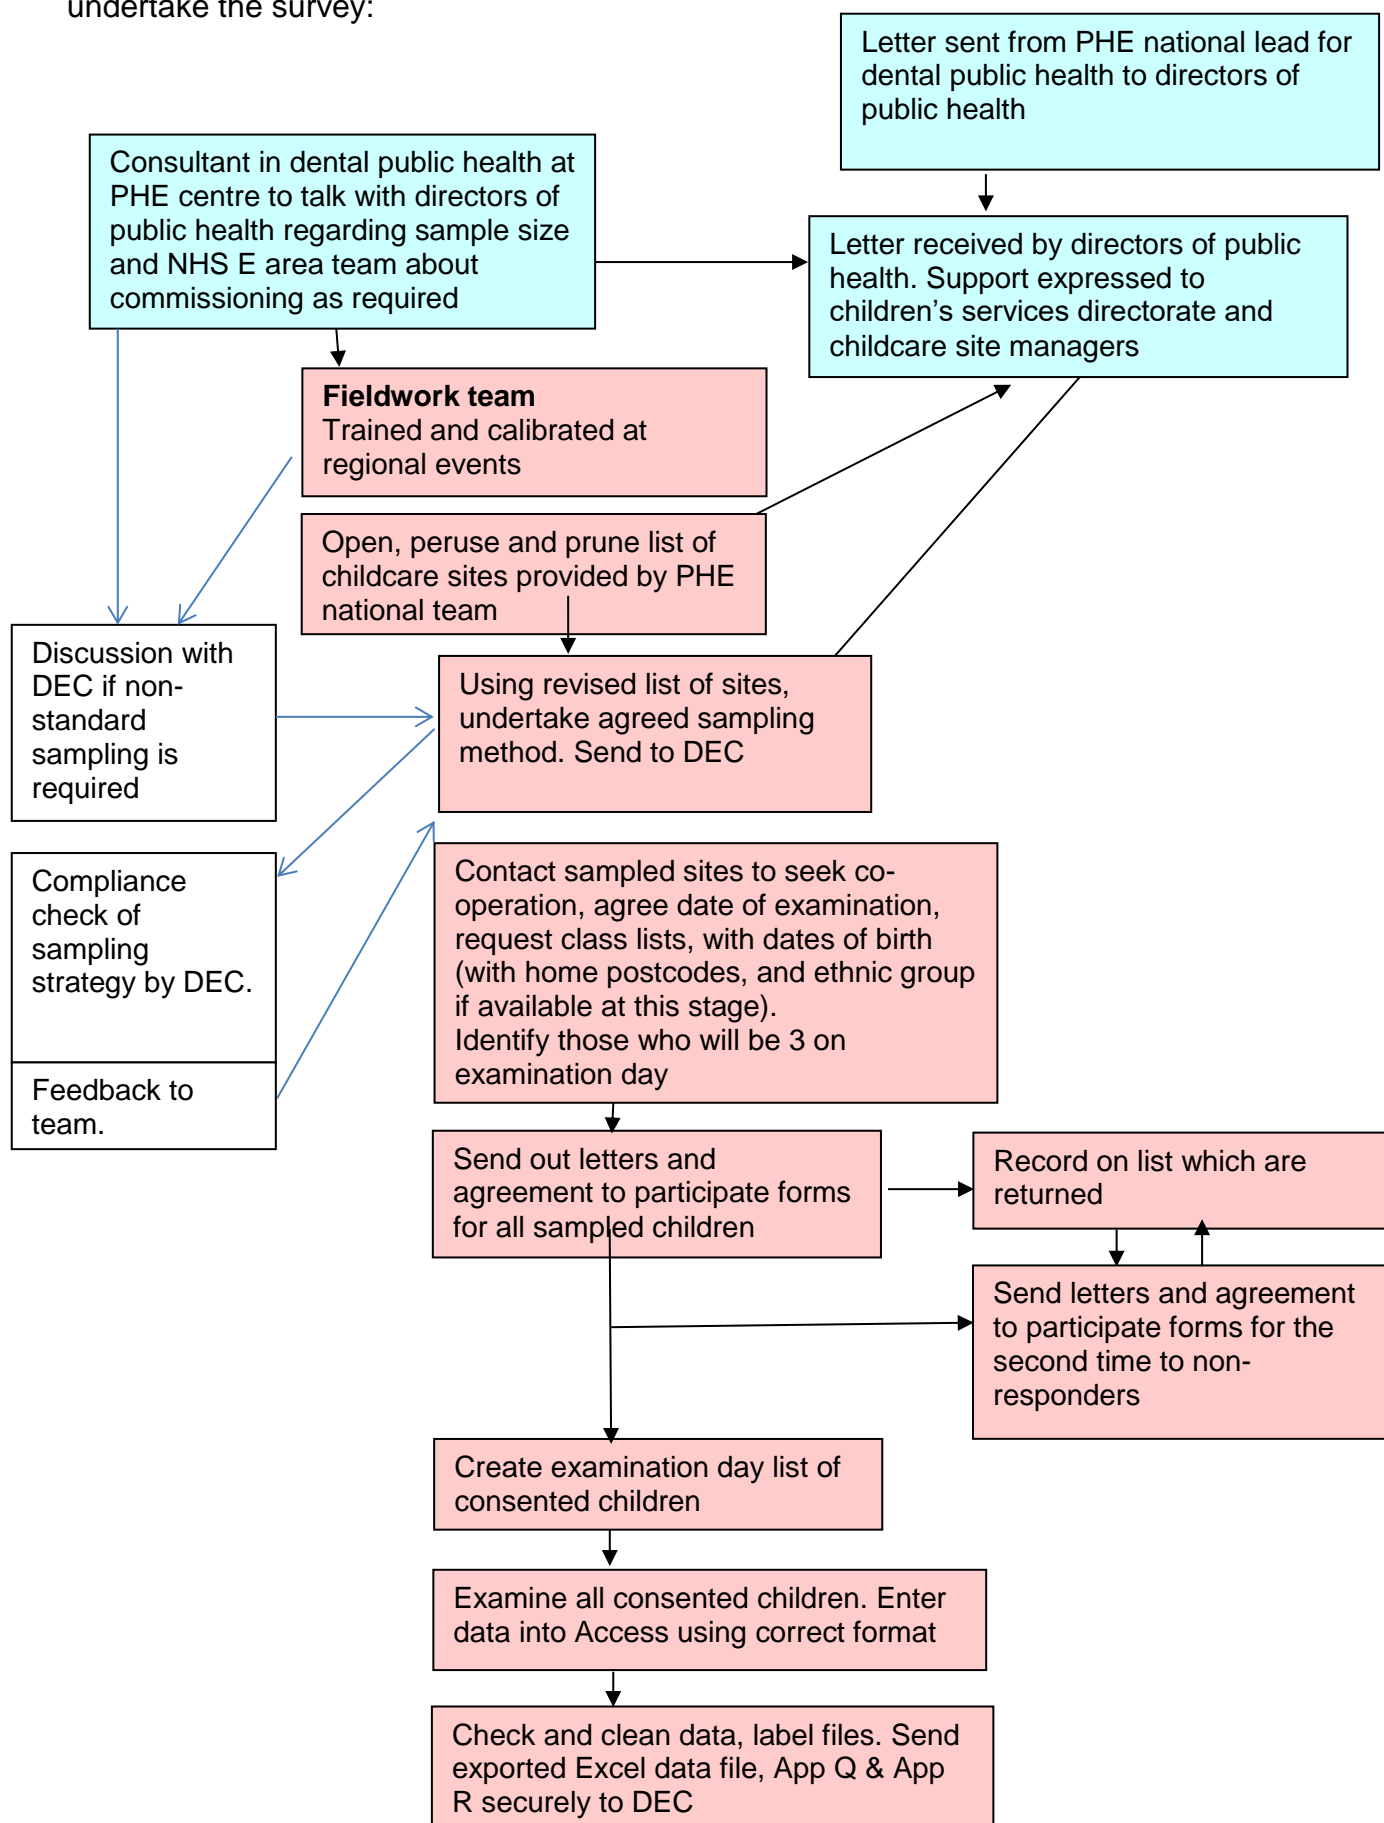 undertake the survey:
Letter sent from PHE national lead for
dental public health to directors of
public health
Consultant in dental public health at
PHE centre to talk with directors of
public health regarding sample size
and NHS E area team about
commissioning as required
Letter received by directors of public
health. Support expressed to
children’s services directorate and
childcare site managers
Fieldwork team
Trained and calibrated at
regional events
Open, peruse and prune list of
childcare sites provided by PHE
national team
Discussion with
DEC if non-
standard
sampling is
required
Using revised list of sites,
undertake agreed sampling
method. Send to DEC
Compliance
check of
sampling
strategy by DEC.
Feedback to
team.
Contact sampled sites to seek co-
operation, agree date of examination,
request class lists, with dates of birth
(with home postcodes, and ethnic group
if available at this stage).
Identify those who will be 3 on
examination day
Send out letters and
agreement to participate forms
for all sampled children
Record on list which are
returned
Send letters and agreement
to participate forms for the
second time to non-
responders
Create examination day list of
consented children
Examine all consented children. Enter
data into Access using correct format
Check and clean data, label files. Send
exported Excel data file, App Q & App
R securely to DEC